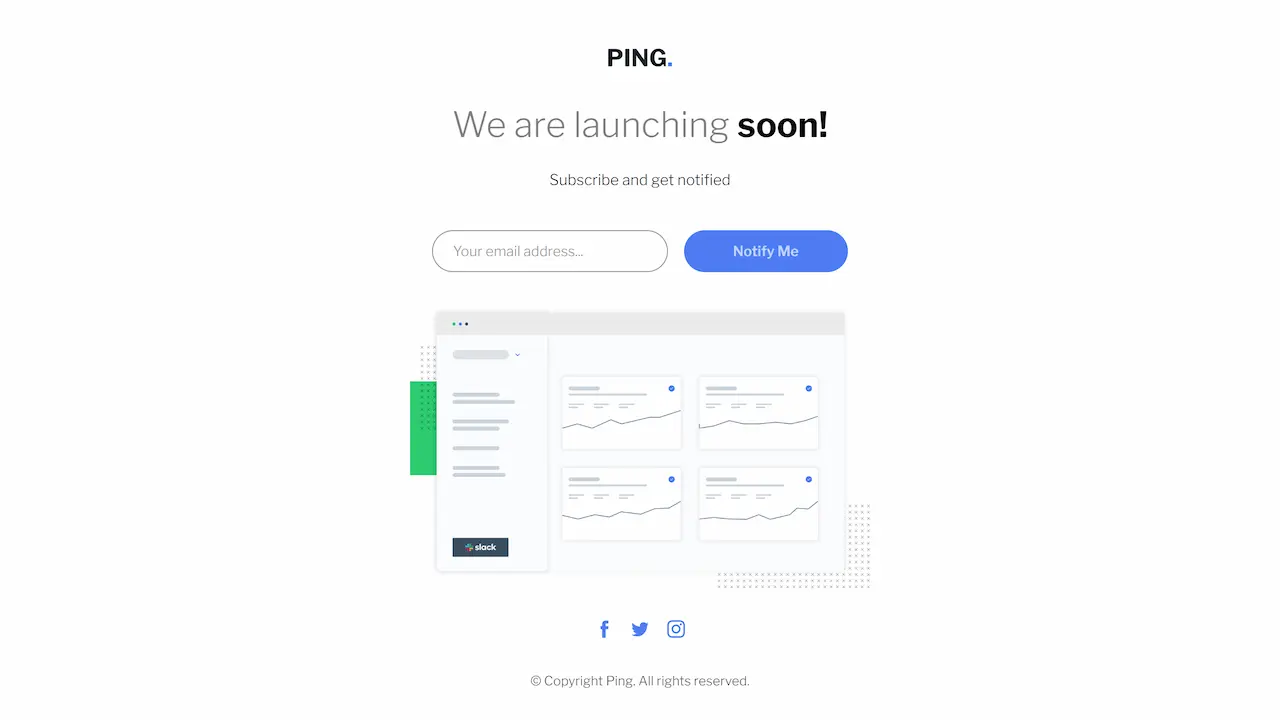 PING.
We are launching soon!
Subscribe and get notified
Your email address...
Notify Me
slack
© Copyright Ping. All rights reserved.